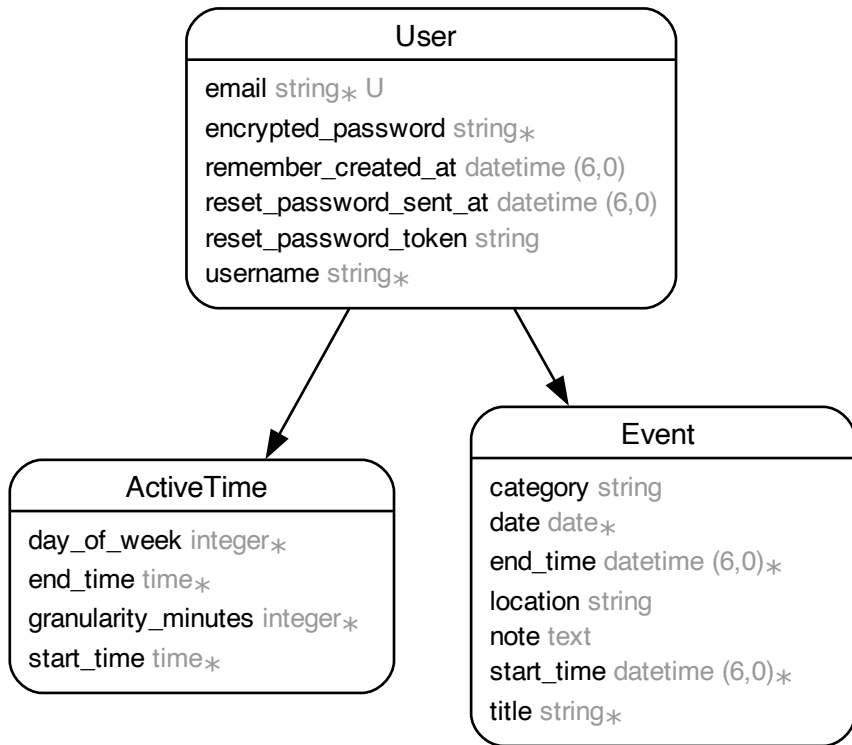 User
email string∗ U
encrypted_password string∗
remember_created_at datetime (6,0)
reset_password_sent_at datetime (6,0)
reset_password_token string
username string∗
ActiveTime
day_of_week integer∗
end_time time∗
granularity_minutes integer∗
start_time time∗
Event
category string
date date∗
end_time datetime (6,0)∗
location string
note text
start_time datetime (6,0)∗
title string∗